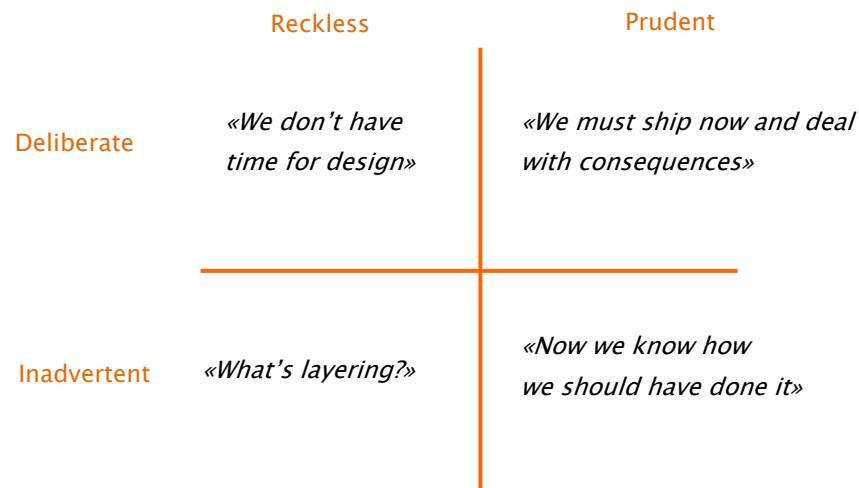 Reckless
Prudent
Deliberate
«We don’t have
time for design»
«We must ship now and deal
with consequences»
Inadvertent
«What’s layering?»
«Now we know how
we should have done it»